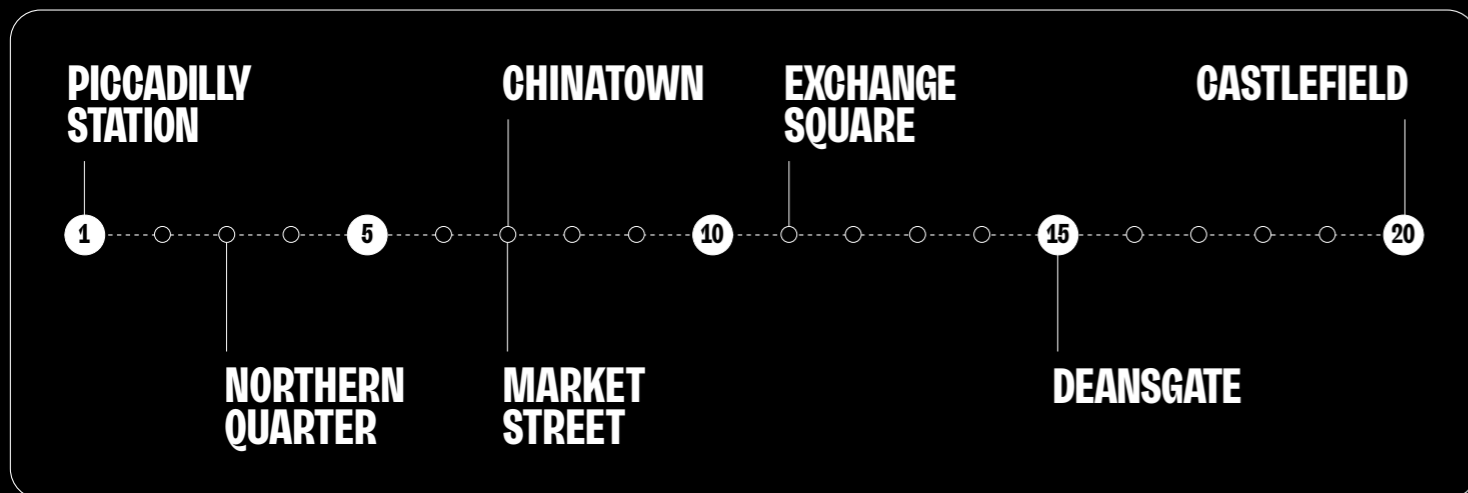 PICCADILLY
STATION
CHINATOWN
EXCHANGE
SQUARE
CASTLEFIELD
1
5
10
15
20
NORTHERN
QUARTER
MARKET
STREET
DEANSGATE